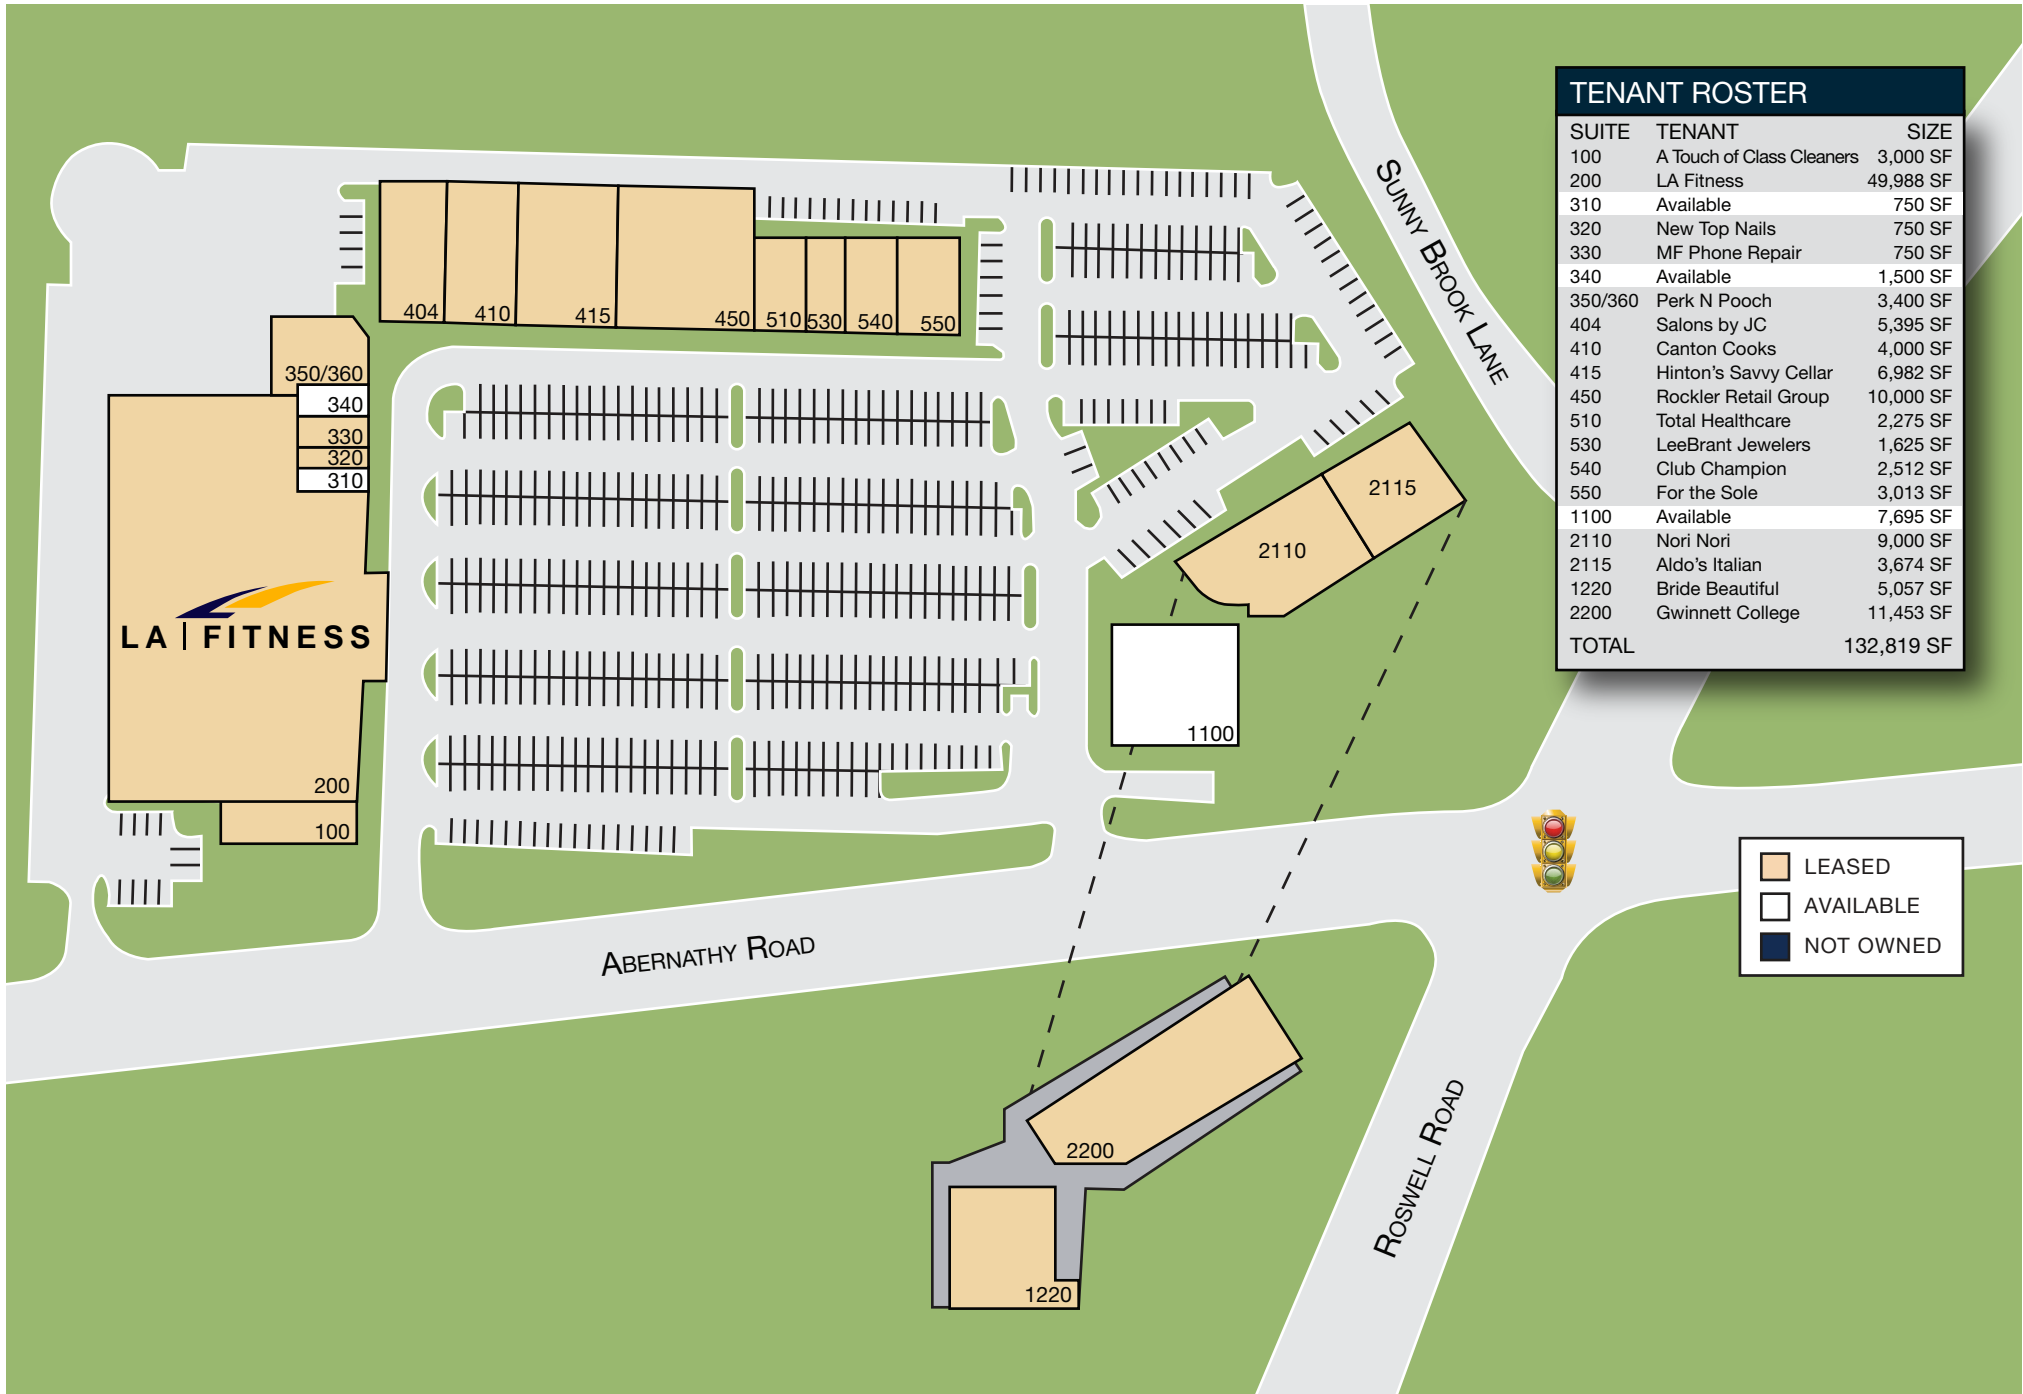 TENANT ROSTER
SUITE TENANT SIZE
100 A Touch of Class Cleaners 3,000 SF
200 LA Fitness 49,988 SF
310 Available 750 SF
320 New Top Nails 750 SF
330 MF Phone Repair 750 SF
340 Available 1,500 SF
350/360 Perk N Pooch 3,400 SF
404 Salons by JC 5,395 SF
410 Canton Cooks 4,000 SF
415 Hinton's Savvy Cellar 6,982 SF
450 Rockler Retail Group 10,000 SF
510 Total Healthcare 2,275 SF
530 LeeBrant Jewelers 1,625 SF
540 Club Champion 2,512 SF
550 For the Sole 3,013 SF
1100 Available 7,695 SF
2110 Nori Nori 9,000 SF
2115 Aldo's Italian 3,674 SF
1220 Bride Beautiful 5,057 SF
2200 Gwinnett College 11,453 SF
TOTAL 132,819 SF
SUNNY BROOK LANE
404 410 415 450 510 530 540 550
350/360
340
330
320
310
2115
2110
LA FITNESS
1100
200
100
LEASED
AVAILABLE
NOT OWNED
ABERNATHY ROAD
ROSWELL ROAD
2200
1220